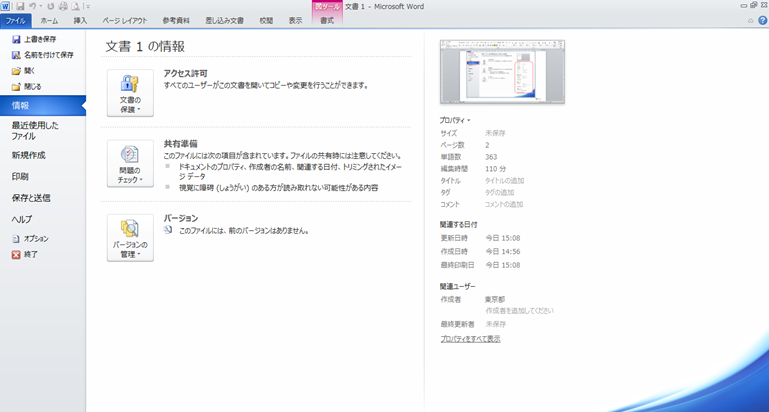 文書 1 - Microsoft Word
図ツール
ファイル
ホーム
挿入
ページ レイアウト
参考資料
差し込み文書
校閲
表示
書式
上書き保存
名前を付けて保存
開く
閉じる
情報
最近使用した
ファイル
新規作成
印刷
保存と送信
ヘルプ
オプション
終了
文書 1 の情報
文書の
保護
アクセス許可
すべてのユーザーがこの文書を開いてコピーや変更を行うことができます。
問題の
チェック
共有準備
このファイルには次の項目が含まれています。ファイルの共有時には注意してください。
ドキュメントのプロパティ、作成者の名前、関連する日付、トリミングされたイメー
ジ データ
視覚に障碍 (しょうがい) のある方が読み取れない可能性がある内容
バージョンの
管理
バージョン
このファイルには、前のバージョンはありません。
プロパティ
サイズ 未保存
ページ数 2
単語数 363
編集時間 110 分
タイトル タイトルの追加
タグ タグの追加
コメント コメントの追加
関連する日付
更新日時 今日 15:08
作成日時 今日 14:56
最終印刷日 今日 15:08
関連ユーザー
作成者 東京都
作成者を追加してください
最終更新者 未保存
プロパティをすべて表示